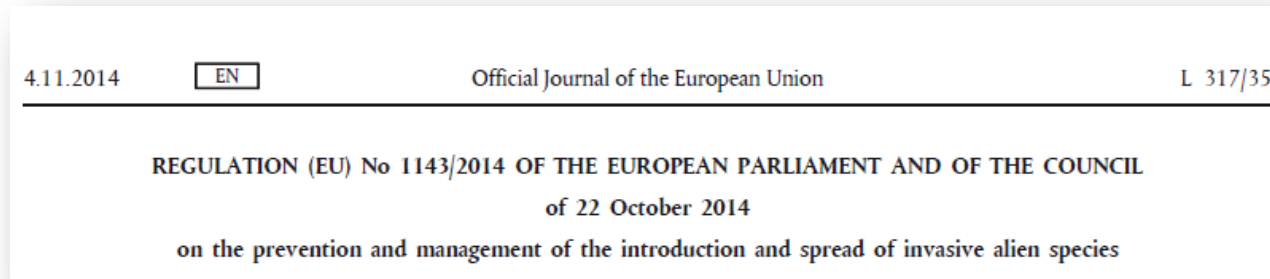 4.11.2014 EN Official Journal of the European Union L 317/35
REGULATION (EU) No 1143/2014 OF THE EUROPEAN PARLIAMENT AND OF THE COUNCIL
of 22 October 2014
on the prevention and management of the introduction and spread of invasive alien species